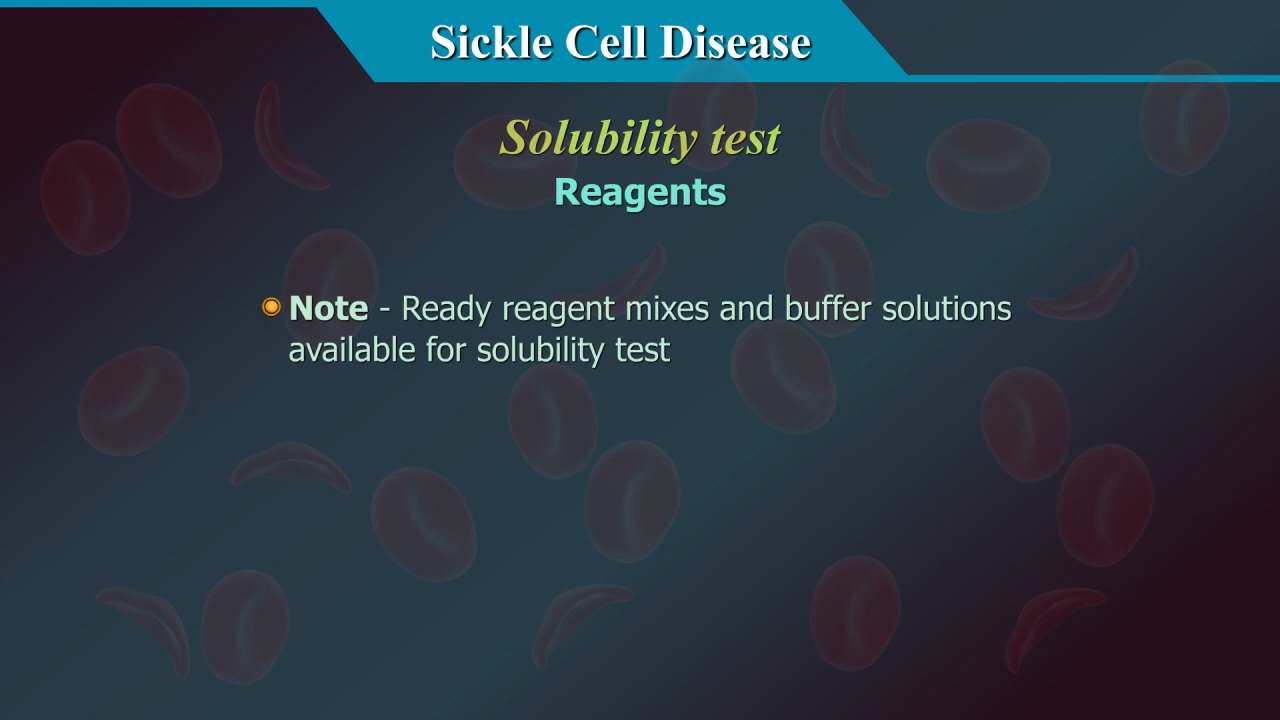 Sickle Cell Disease
Solubility test
Reagents
Note - Ready reagent mixes and buffer solutions
available for solubility test